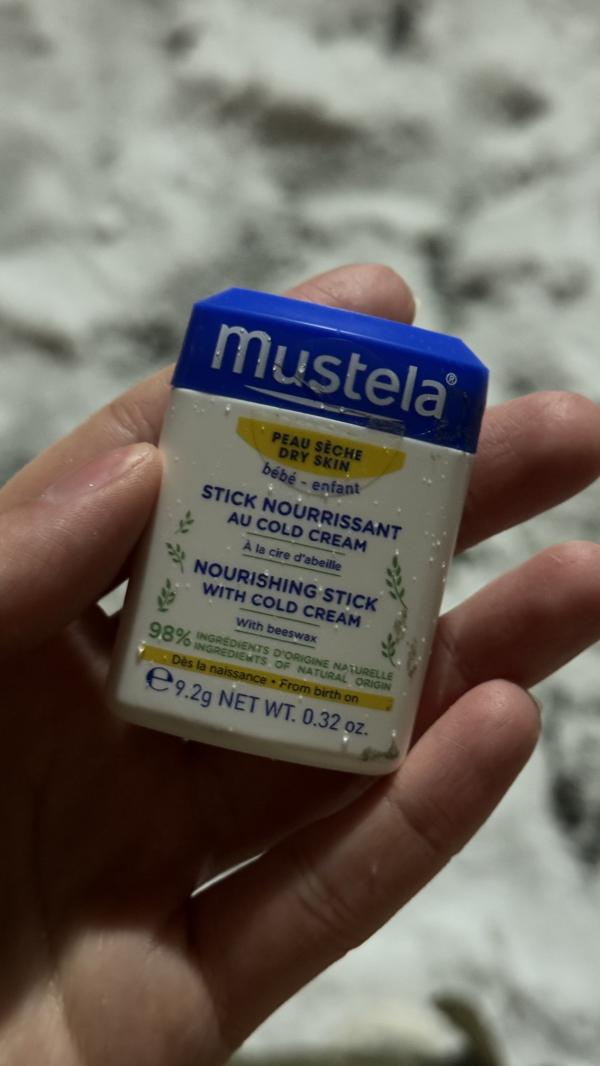 mustela®
PEAU SÈCHE
DRY SKIN
bébé - enfant
STICK NOURRISSANT
AU COLD CREAM
À la cire d'abeille
NOURISHING STICK
WITH COLD CREAM
With beeswax
98% INGRÉDIENTS D'ORIGINE NATURELLE
INGREDIENTS OF NATURAL ORIGIN
Dès la naissance • From birth on
℮ 9.2g NET WT. 0.32 oz.